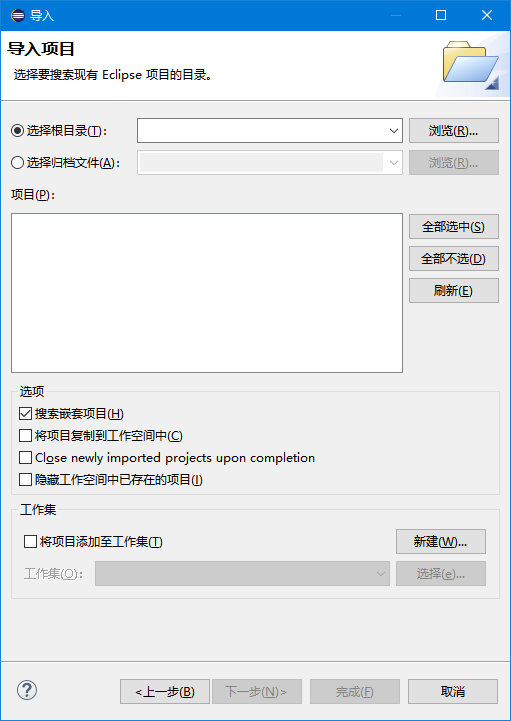 导入
导入项目
选择要搜索现有 Eclipse 项目的目录。
选择根目录(T): 浏览(R)...
选择归档文件(A): 浏览(R)...
项目(P):
全部选中(S)
全部不选(D)
刷新(E)
选项
搜索嵌套项目(H)
将项目复制到工作空间中(C)
Close newly imported projects upon completion
隐藏工作空间中已存在的项目(I)
工作集
将项目添加至工作集(T) 新建(W)...
工作集(O): 选择(e)...
?
<上一步(B) 下一步(N)> 完成(F) 取消